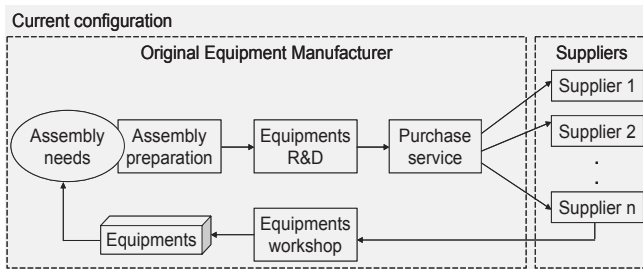 Current configuration
Original Equipment Manufacturer
Suppliers
Supplier 1
Assembly
needs
Assembly
preparation
Equipments
R&D
Purchase
service
Supplier 2
.
.
Supplier n
Equipments
Equipments
workshop